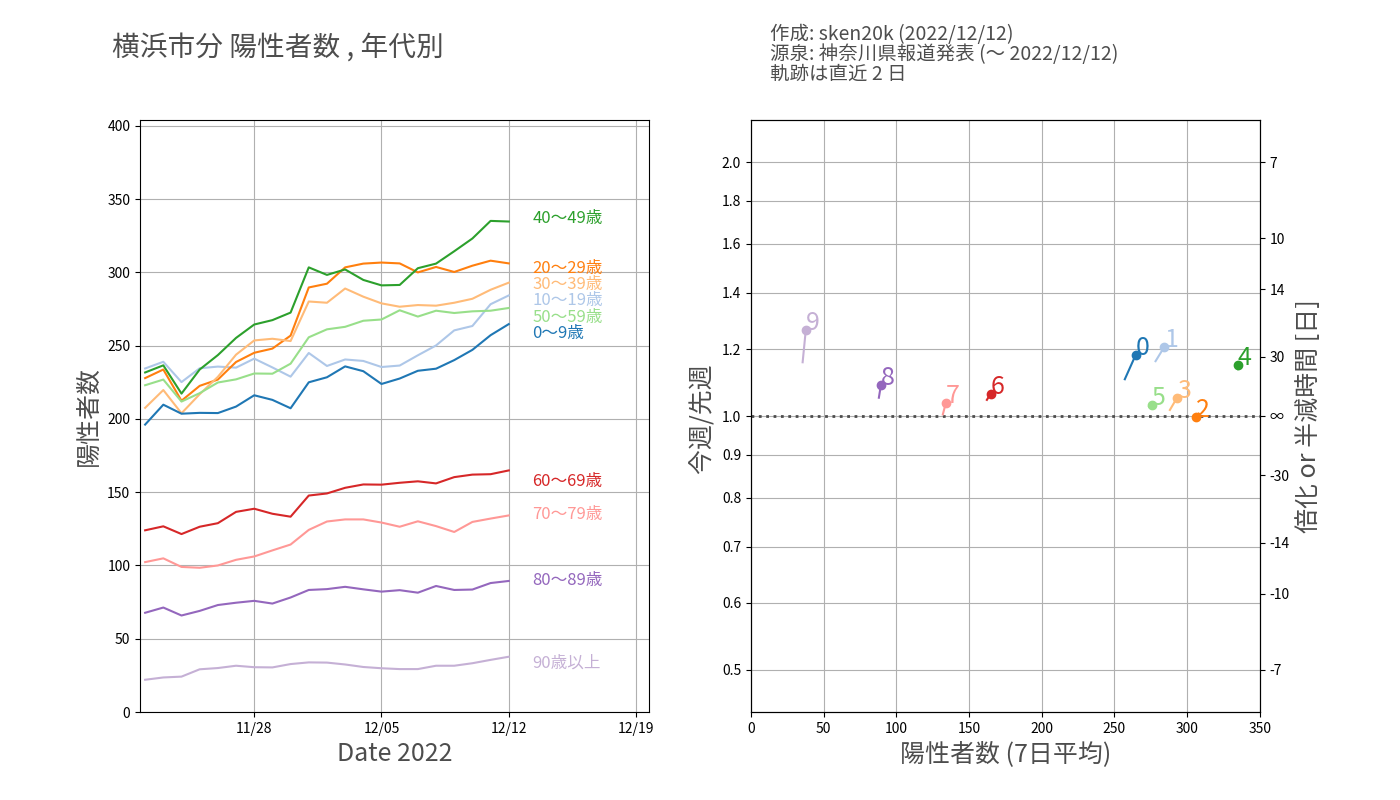 横浜市分 陽性者数 , 年代別
作成: sken20k (2022/12/12)
源泉: 神奈川県報道発表 (〜 2022/12/12)
軌跡は直近 2 日
陽性者数
400
350
300
250
200
150
100
50
0
40〜49歳
20〜29歳
30〜39歳
10〜19歳
50〜59歳
0〜9歳
60〜69歳
70〜79歳
80〜89歳
90歳以上
11/28
12/05
12/12
12/19
Date 2022
今週/先週
2.0
1.8
1.6
1.4
1.2
1.0
0.9
0.8
0.7
0.6
0.5
9
8
7
6
0
1
5
3
2
4
7
10
14
30
∞
-30
-14
-10
-7
倍化 or 半減時間 [日]
0
50
100
150
200
250
300
350
陽性者数 (7日平均)